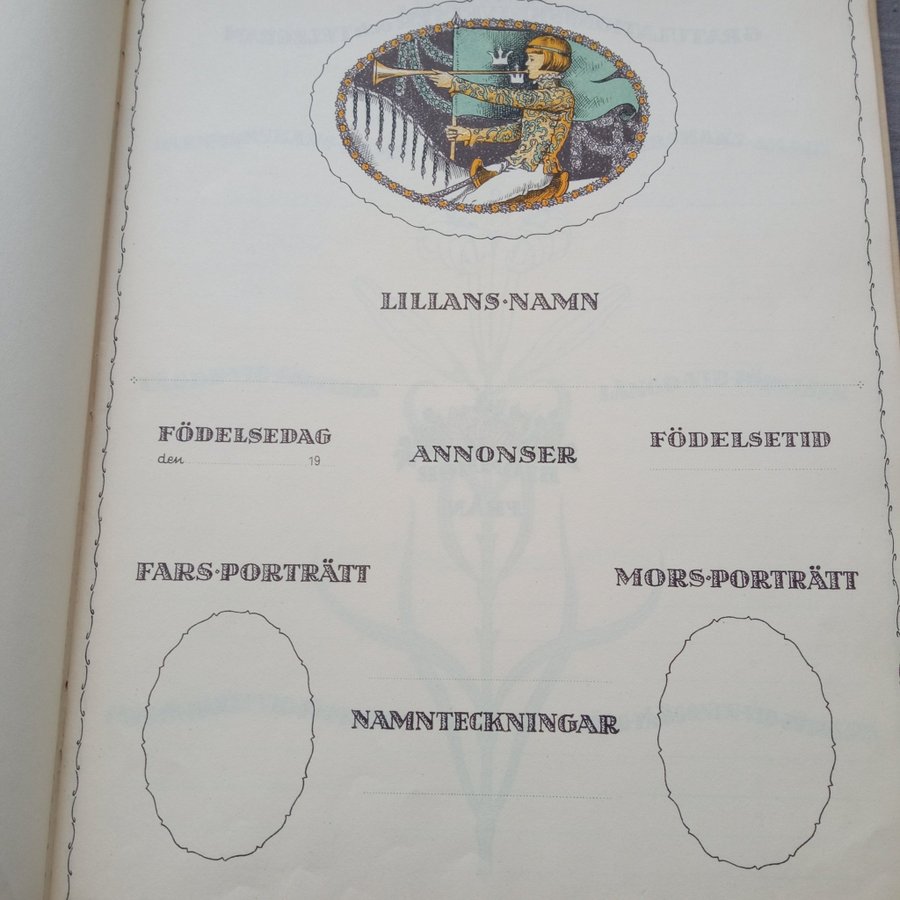 LILLANS·NAMN
FÖDELSEDAG
den 19
ANNONSER
FÖDELSETID
FARS·PORTRÄTT
MORS·PORTRÄTT
NAMNTECKNINGAR